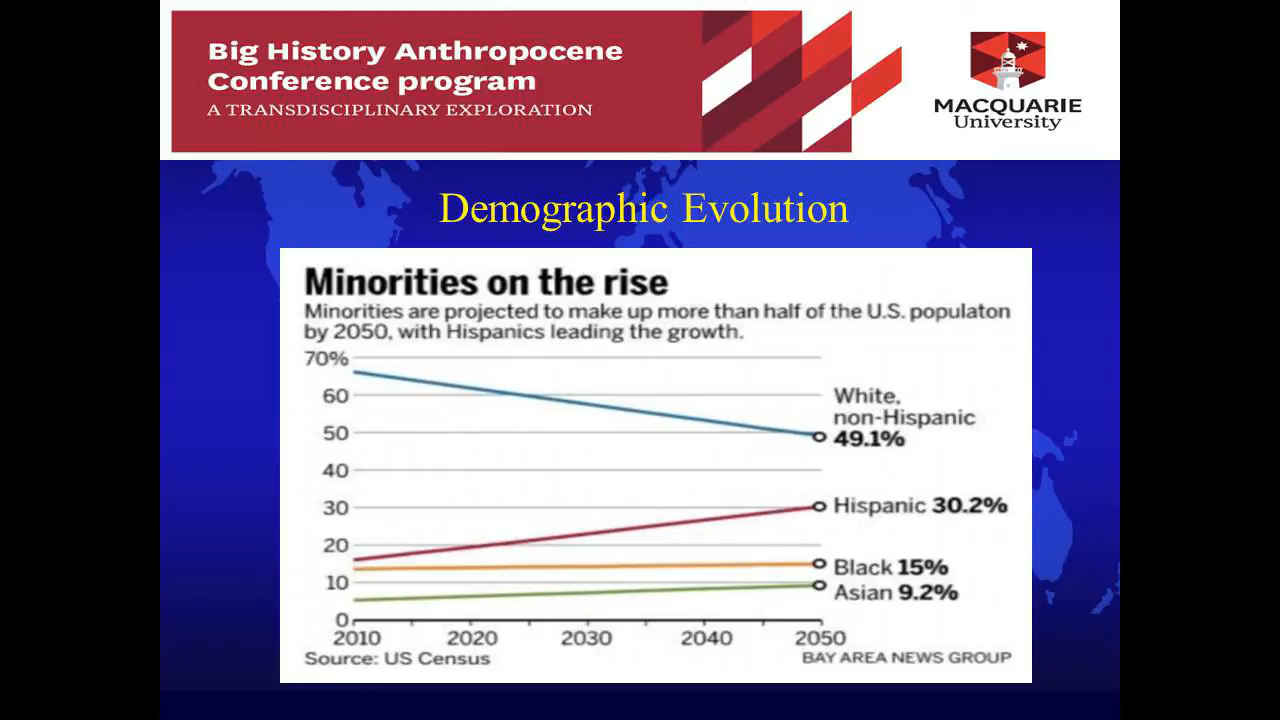 Big History Anthropocene
Conference program
A TRANSDISCIPLINARY EXPLORATION
MACQUARIE
University
Demographic Evolution
Minorities on the rise
Minorities are projected to make up more than half of the U.S. populaton
by 2050, with Hispanics leading the growth.
70%
60
50
40
30
20
10
0
White,
non-Hispanic
49.1%
Hispanic 30.2%
Black 15%
Asian 9.2%
2010 2020 2030 2040 2050
Source: US Census
BAY AREA NEWS GROUP